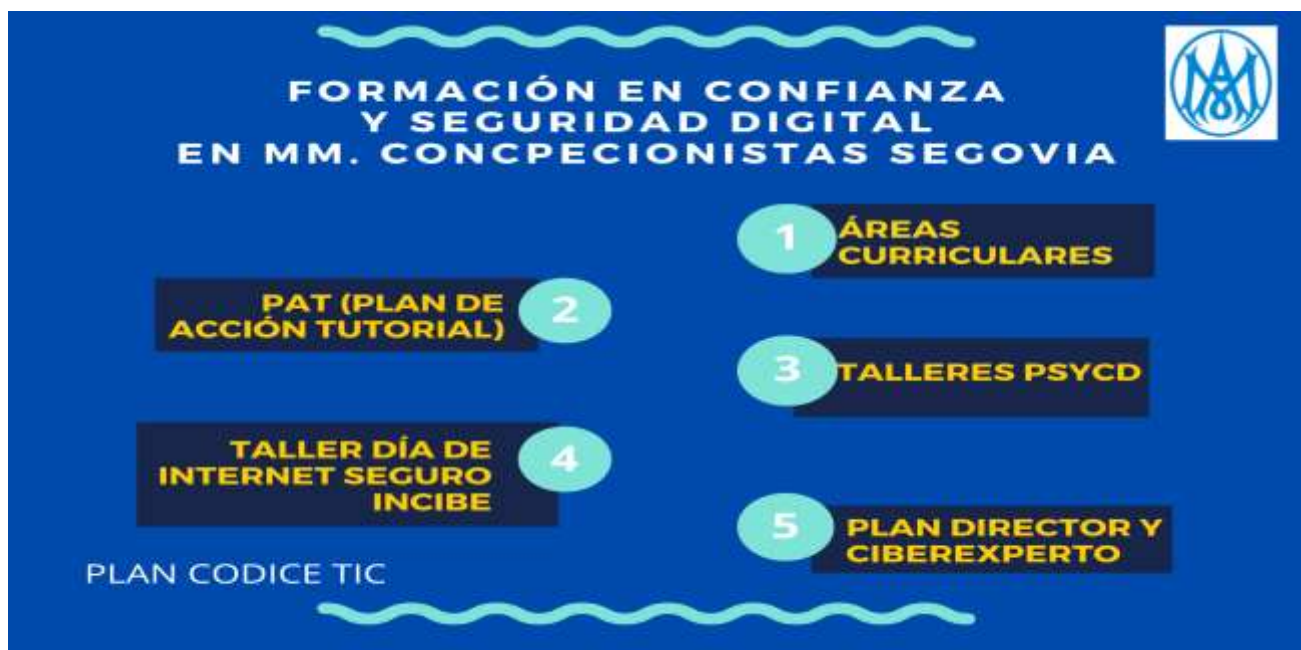 FORMACIÓN EN CONFIANZA
Y SEGURIDAD DIGITAL
EN MM. CONCPECIONISTAS SEGOVIA
1
ÁREAS
CURRICULARES
PAT (PLAN DE
ACCIÓN TUTORIAL)
2
3
TALLERES PSYCD
TALLER DÍA DE
INTERNET SEGURO
INCIBE
4
5
PLAN DIRECTOR Y
CIBEREXPERTO
PLAN CODICE TIC